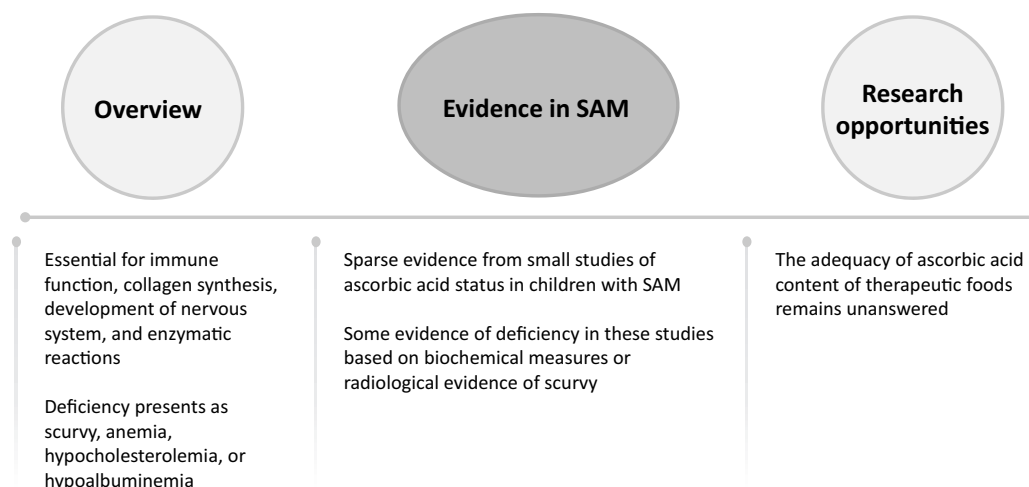 Overview
Evidence in SAM
Research
opportunities
Essential for immune
function, collagen synthesis,
development of nervous
system, and enzymatic
reactions
Deficiency presents as
scurvy, anemia,
hypocholesterolemia, or
hypoalbuminemia
Sparse evidence from small studies of
ascorbic acid status in children with SAM
Some evidence of deficiency in these studies
based on biochemical measures or
radiological evidence of scurvy
The adequacy of ascorbic acid
content of therapeutic foods
remains unanswered